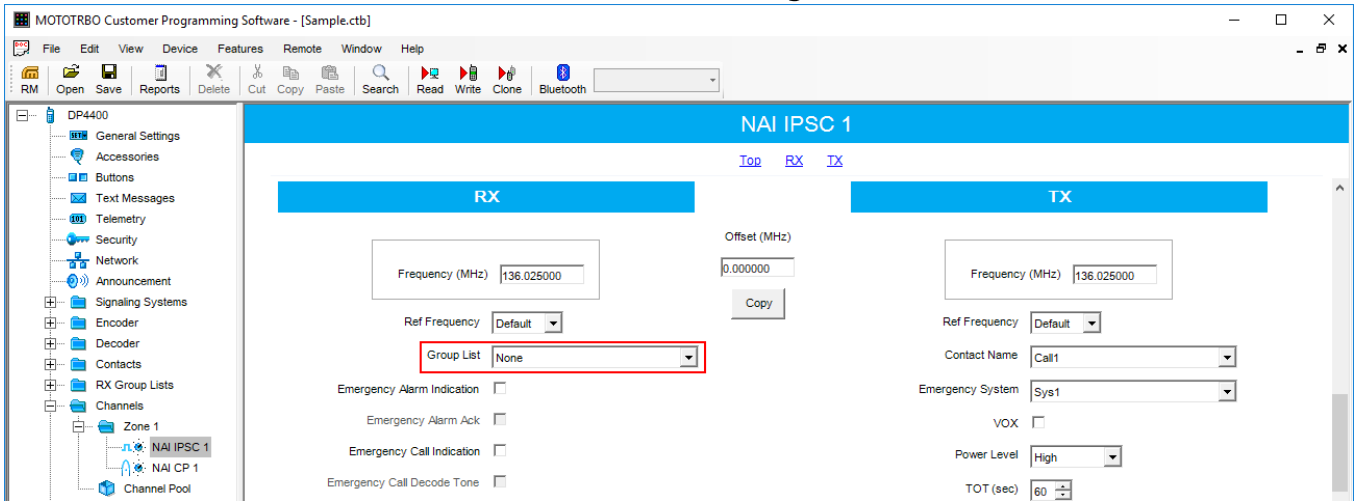 MOTOTRBO Customer Programming Software - [Sample.ctb]
File Edit View Device Features Remote Window Help
RM Open Save Reports Delete Cut Copy Paste Search Read Write Clone Bluetooth
DP4400
General Settings
Accessories
Buttons
Text Messages
Telemetry
Security
Network
Announcement
Signaling Systems
Encoder
Decoder
Contacts
RX Group Lists
Channels
Zone 1
NAI IPSC 1
NAI CP 1
Channel Pool
NAI IPSC 1
Top RX TX
RX
Frequency (MHz) 136.025000
Ref Frequency Default
Group List None
Emergency Alarm Indication
Emergency Alarm Ack
Emergency Call Indication
Emergency Call Decode Tone
Offset (MHz)
0.000000
Copy
TX
Frequency (MHz) 136.025000
Ref Frequency Default
Contact Name Call1
Emergency System Sys1
VOX
Power Level High
TOT (sec) 60